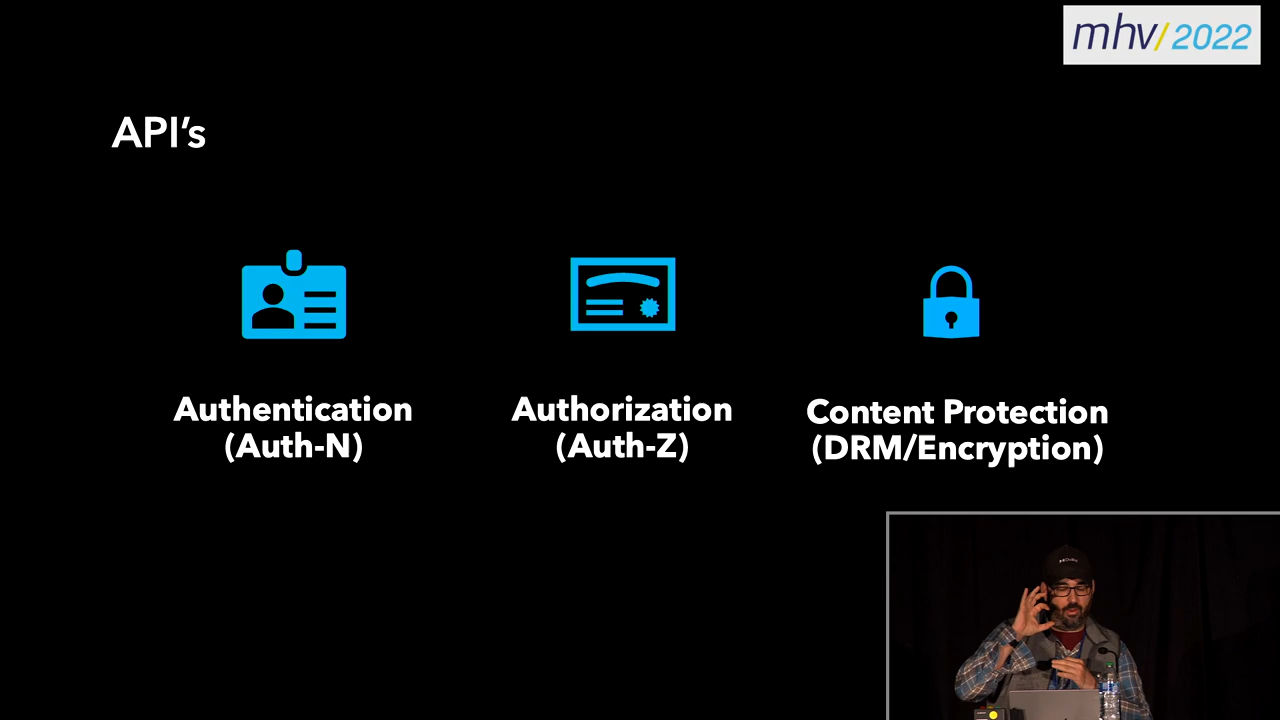 mhv/2022
API's
Authentication
(Auth-N)
Authorization
(Auth-Z)
Content Protection
(DRM/Encryption)